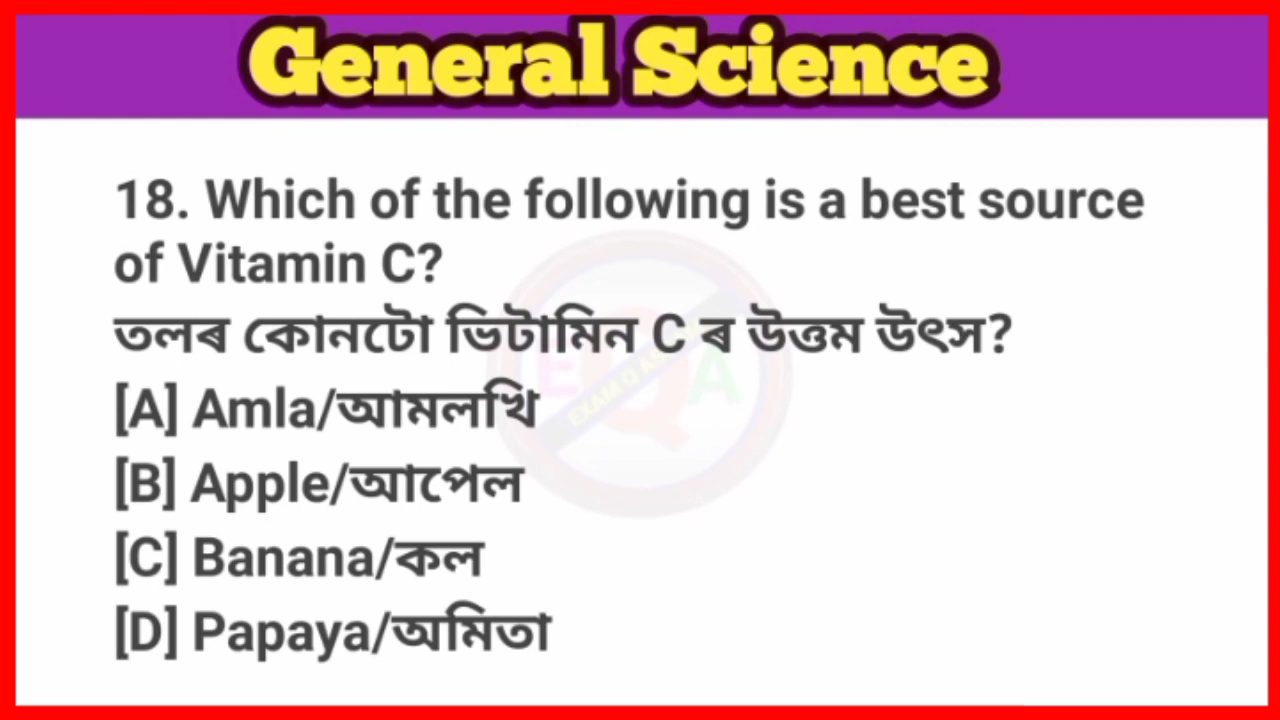 General Science
18. Which of the following is a best source
of Vitamin C?
তলৰ কোনটো ভিটামিন C ৰ উত্তম উৎস?
[A] Amla/আমলখি
[B] Apple/আপেল
[C] Banana/কল
[D] Papaya/অমিতা
EQA